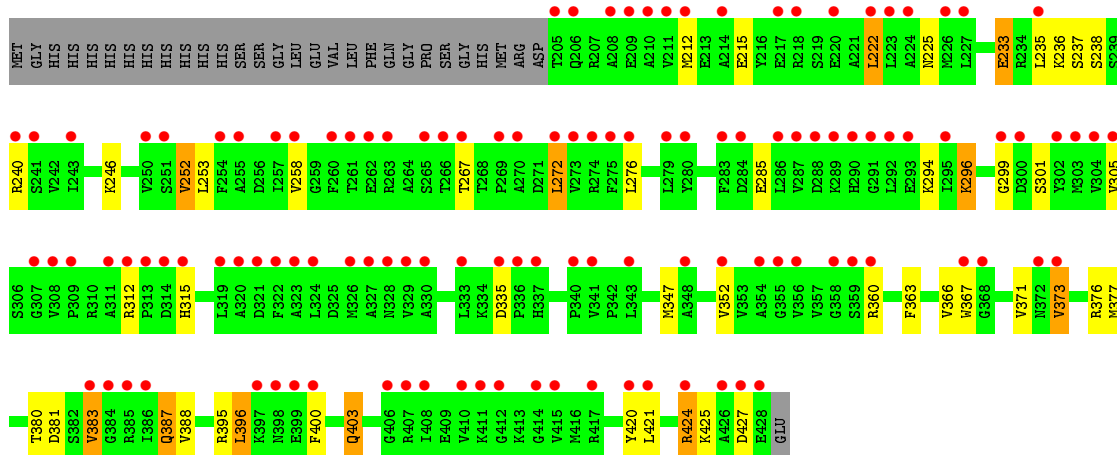 MET GLY HIS HIS HIS HIS HIS HIS HIS HIS HIS HIS SER SER GLY LEU GLU VAL LEU PHE GLN GLY PRO SER GLY HIS MET ARG ASP T205 Q206 R207 A208 E209 A210 V211 M212 E213 A214 E215 Y216 E217 R218 S219 E220 A221 L222 L223 A224 N225 M226 L227 E233 R234 L235 K236 S237 S238 S239
R240 S241 V242 I243 K246 V250 S251 V252 L253 F254 A255 D256 I257 V258 G259 F260 T261 E262 R263 A264 S265 T266 T267 T268 P269 A270 D271 L272 V273 R274 F275 L276 L279 Y280 F283 D284 E285 L286 V287 D288 K289 H290 G291 L292 E293 K294 I295 K296 G299 D300 S301 Y302 M303 V304 V305
S306 G307 V308 P309 R310 A311 R312 P313 D314 H315 L319 A320 D321 F322 A323 L324 D325 M326 A327 N328 V329 A330 L333 K334 D335 P336 H337 P340 V341 P342 L343 M347 A348 V352 V353 A354 G355 V356 V357 G358 S359 R360 F363 V366 W367 G368 V371 N372 V373 R376 M377
T380 D381 S382 V383 G384 R385 I386 Q387 V388 R395 L396 K397 N398 E399 F400 Q403 G406 R407 I408 E409 V410 K411 G412 K413 G414 V415 M416 R417 Y420 L421 R424 K425 A426 D427 E428 GLU